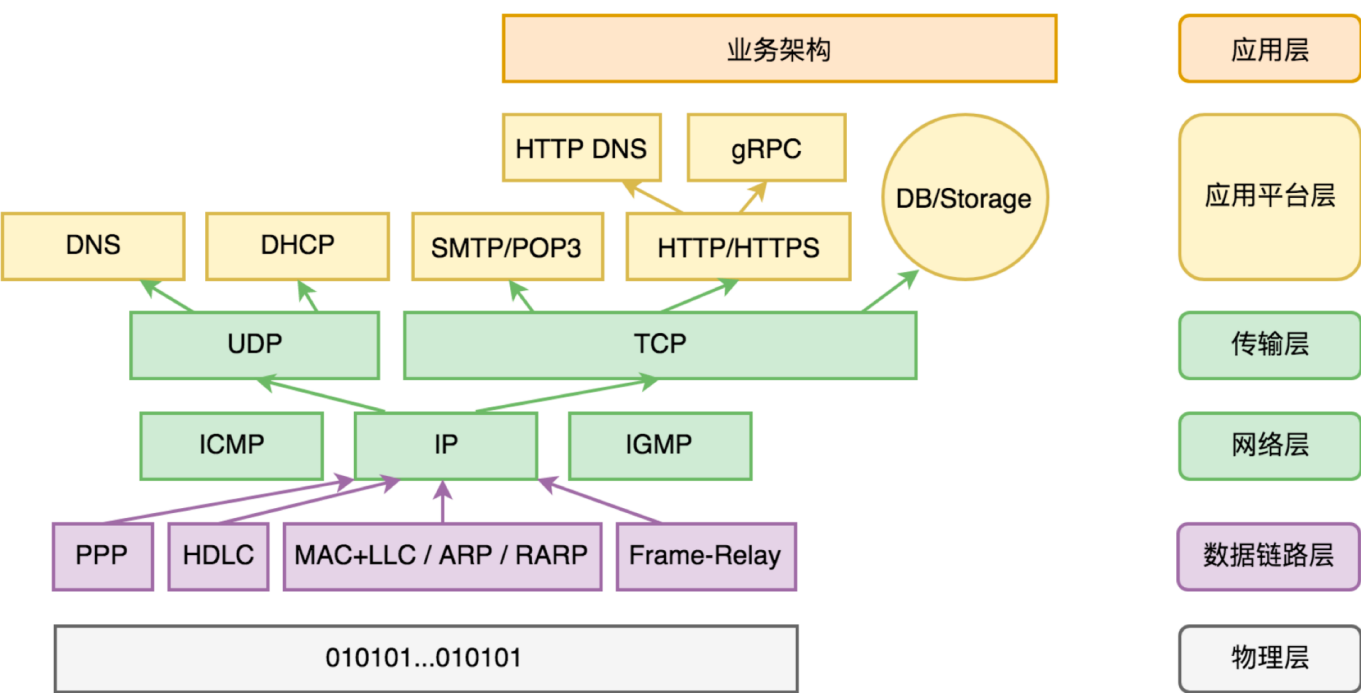 业务架构
应用层
HTTP DNS
gRPC
DB/Storage
应用平台层
DNS
DHCP
SMTP/POP3
HTTP/HTTPS
UDP
TCP
传输层
ICMP
IP
IGMP
网络层
PPP
HDLC
MAC+LLC / ARP / RARP
Frame-Relay
数据链路层
010101...010101
物理层